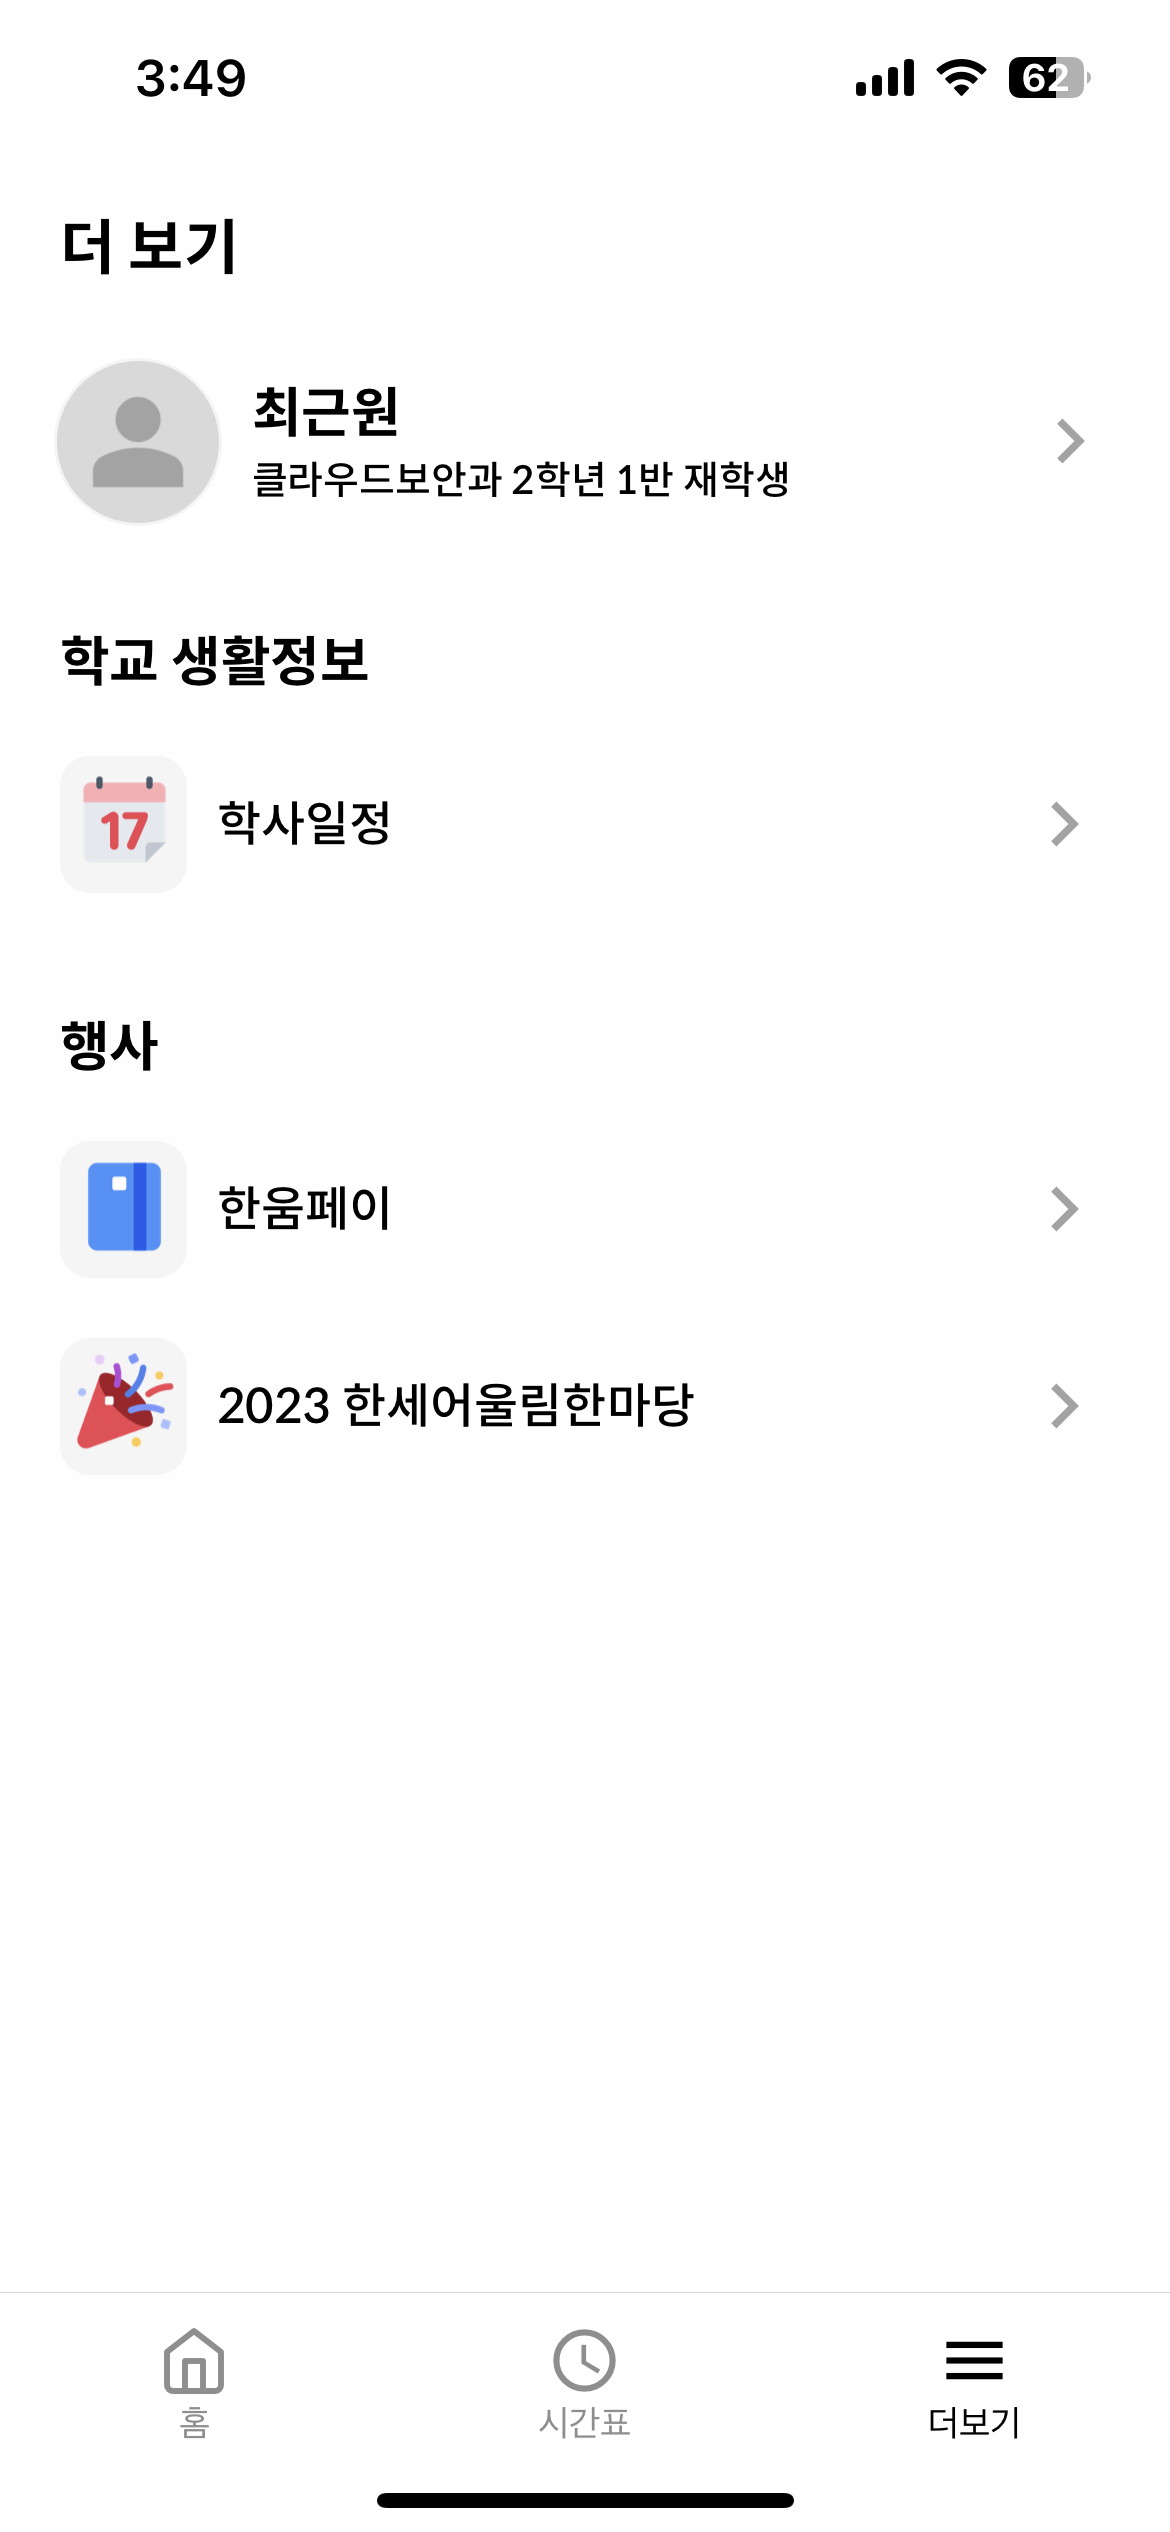 3:49
62
더 보기
최근원
클라우드보안과 2학년 1반 재학생
학교 생활정보
17
학사일정
행사
한움페이
2023 한세어울림한마당
홈
시간표
더보기